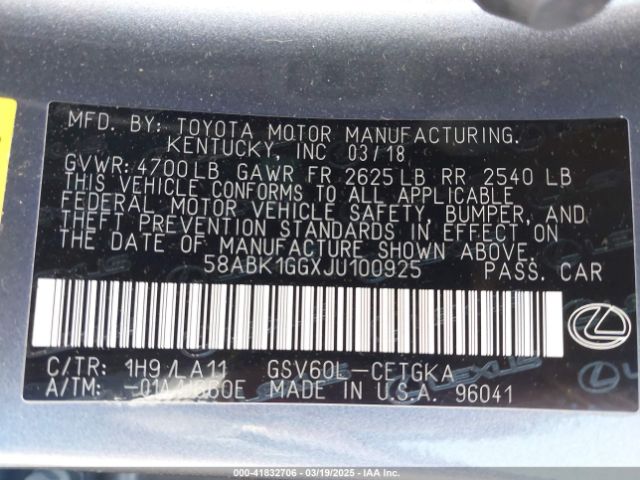 MFD. BY: TOYOTA MOTOR MANUFACTURING.
KENTUCKY, INC 03/18
GVWR: 4700LB GAWR FR 2625LB RR 2540 LB
THIS VEHICLE CONFORMS TO ALL APPLICABLE
FEDERAL MOTOR VEHICLE SAFETY, BUMPER, AND
THEFT PREVENTION STANDARDS IN EFFECT ON
THE DATE OF MANUFACTURE SHOWN ABOVE.
58ABK1GGXJU100925 PASS. CAR
C/TR: 1H9/LA11 GSV60L-CETGKA
A/TM: MADE IN U.S.A. 96041
000-41832706 - 03/19/2025 - IAA Inc.